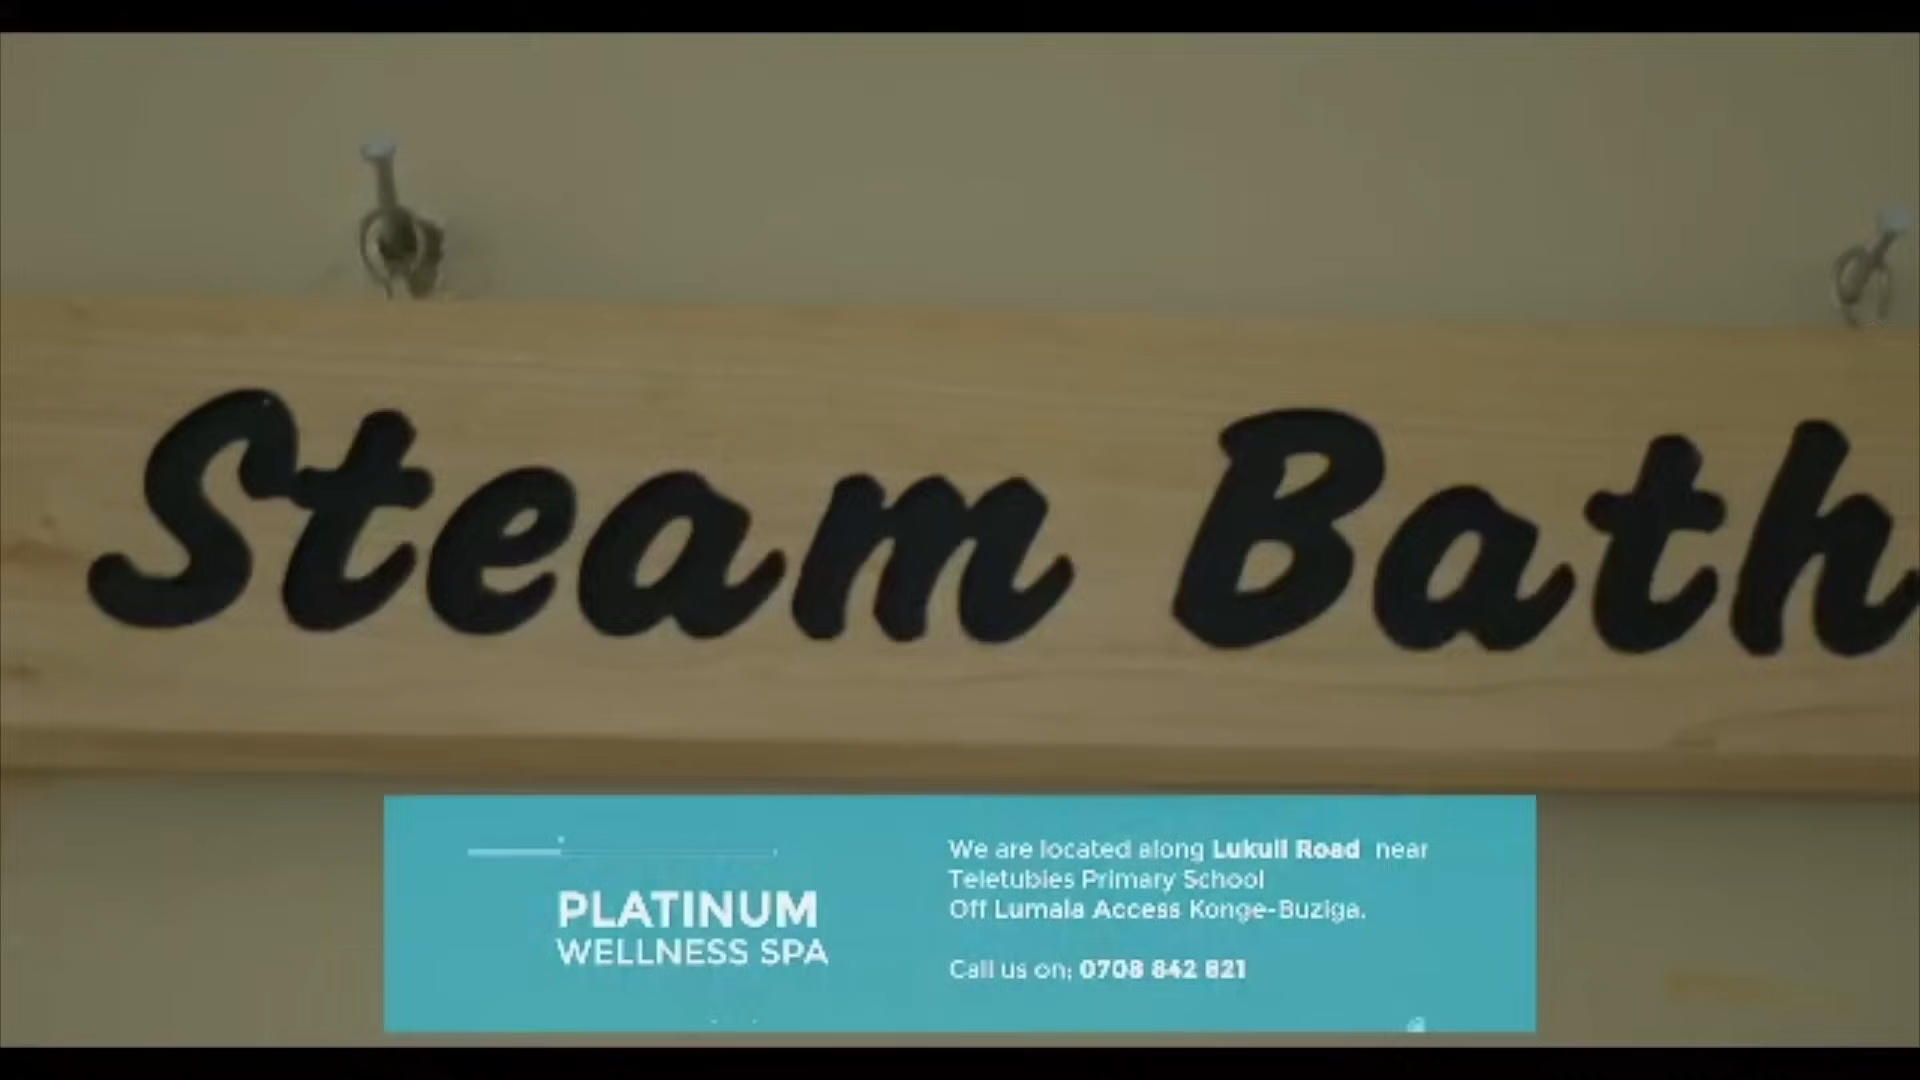 Steam Bath
PLATINUM
WELLNESS SPA
We are located along Lukuli Road near
Teletubies Primary School
Off Lumala Access Konge-Buziga.
Call us on; 0708 842 821